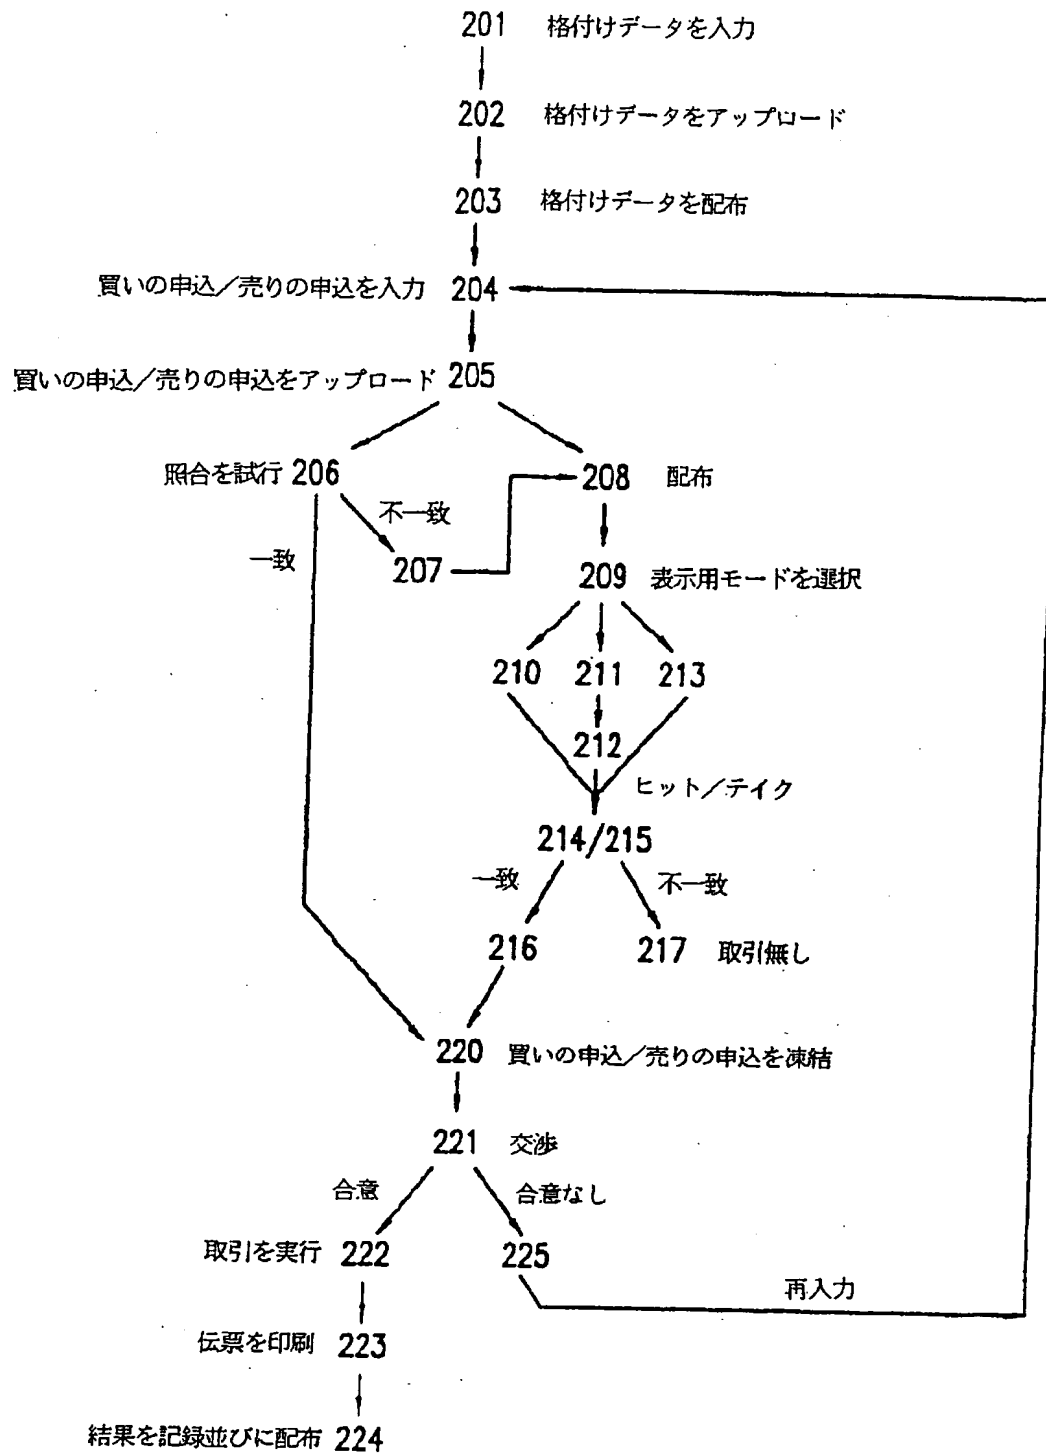 201 格付けデータを入力
202 格付けデータをアップロード
203 格付けデータを配布
買いの申込/売りの申込を入力 204
買いの申込/売りの申込をアップロード 205
照合を試行 206
208 配布
不一致
一致
207
209 表示用モードを選択
210 211 213
212
ヒット/テイク
214/215
一致
不一致
216
217 取引無し
220 買いの申込/売りの申込を凍結
221 交渉
合意
合意なし
取引を実行 222
225
再入力
伝票を印刷 223
結果を記録並びに配布 224